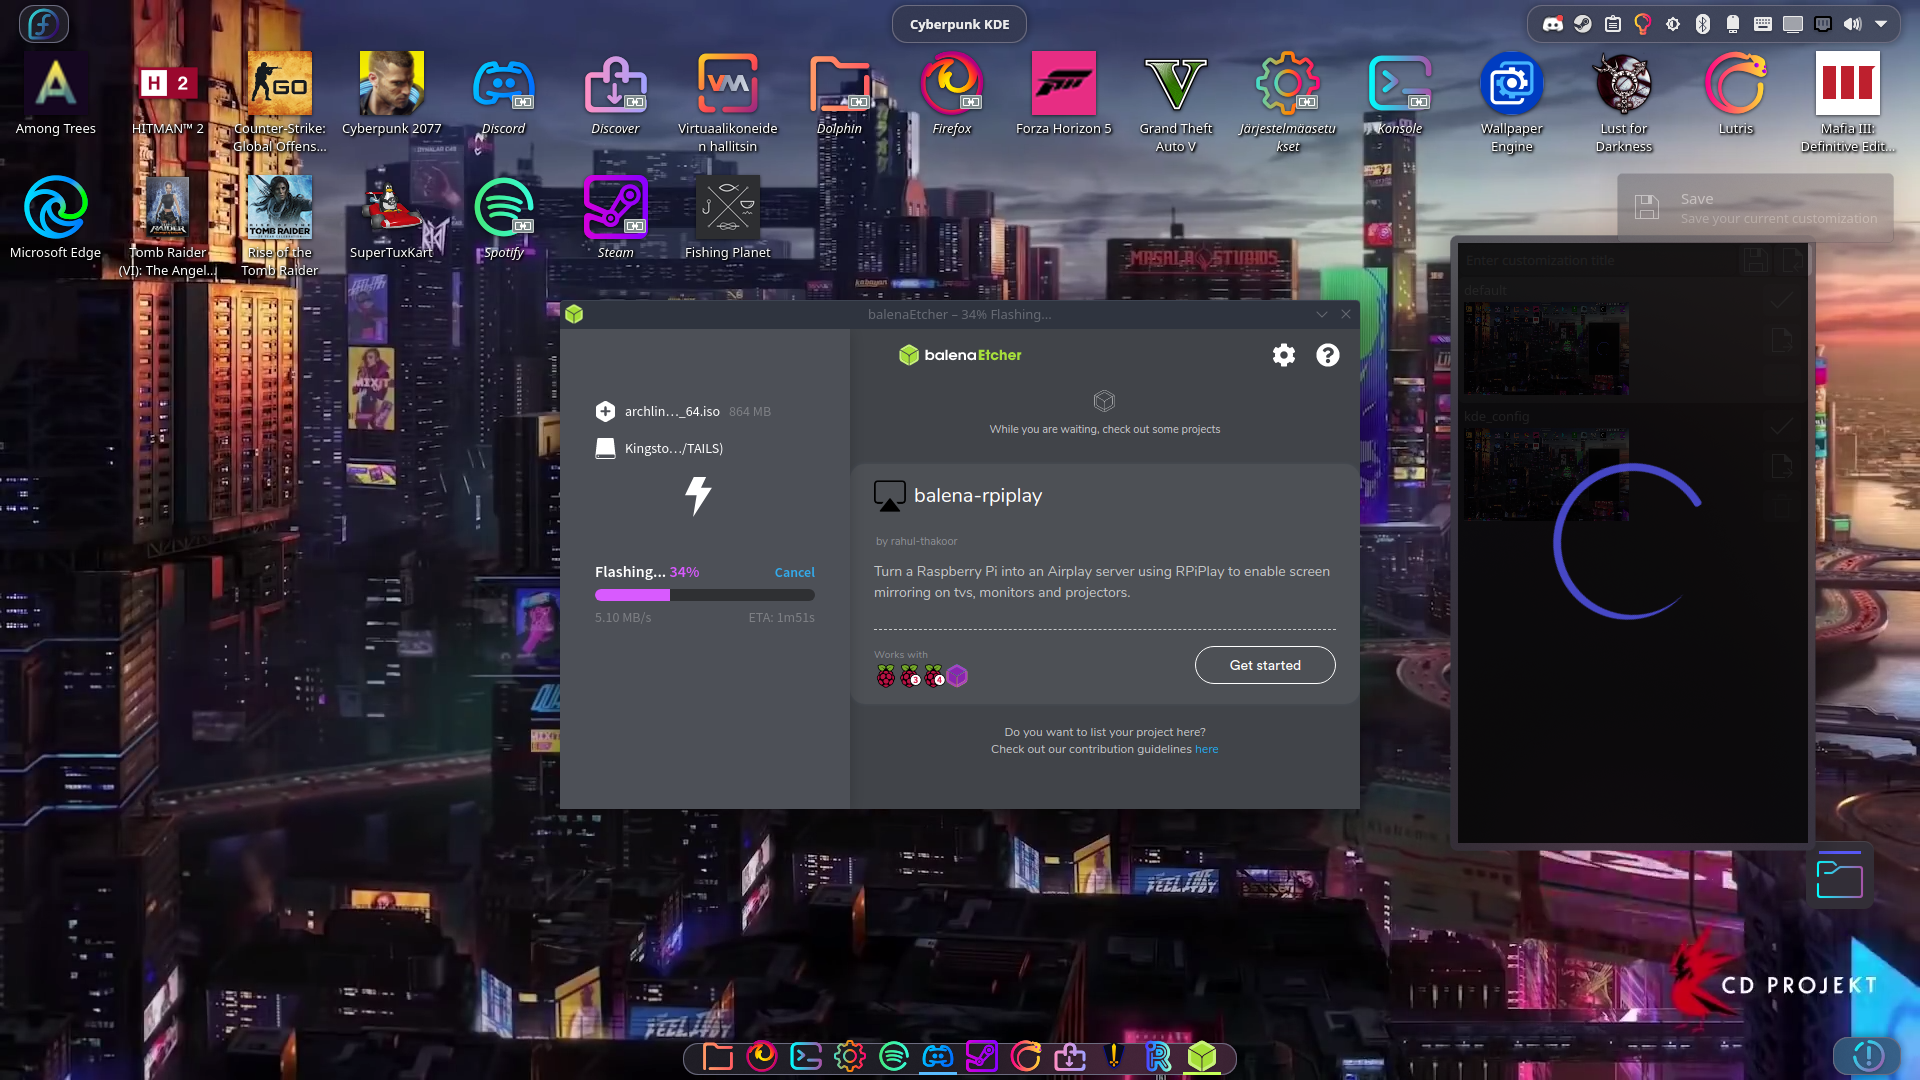 Cyberpunk KDE
Among Trees
HITMAN™ 2
Counter-Strike:
Global Offens...
Cyberpunk 2077
Discord
Discover
Virtuaalikoneide
n hallitsin
Dolphin
Firefox
Forza Horizon 5
Grand Theft
Auto V
Järjestelmäasetu
kset
Konsole
Wallpaper
Engine
Lust for
Darkness
Lutris
Mafia III:
Definitive Edit...
Microsoft Edge
Tomb Raider
(VI): The Angel...
Rise of the
Tomb Raider
SuperTuxKart
Spotify
Steam
Fishing Planet
Save
Save your current customization
Enter customization title
default
kde_config
MASALA STUDIOS
balenaEtcher – 34% Flashing...
balenaEtcher
archlin…_64.iso 864 MB
Kingsto…/TAILS)
Flashing... 34%
Cancel
5.10 MB/s
ETA: 1m51s
While you are waiting, check out some projects
balena-rpiplay
by rahul-thakoor
Turn a Raspberry Pi into an Airplay server using RPiPlay to enable screen
mirroring on tvs, monitors and projectors.
Works with
Get started
Do you want to list your project here?
Check out our contribution guidelines here
CD PROJEKT